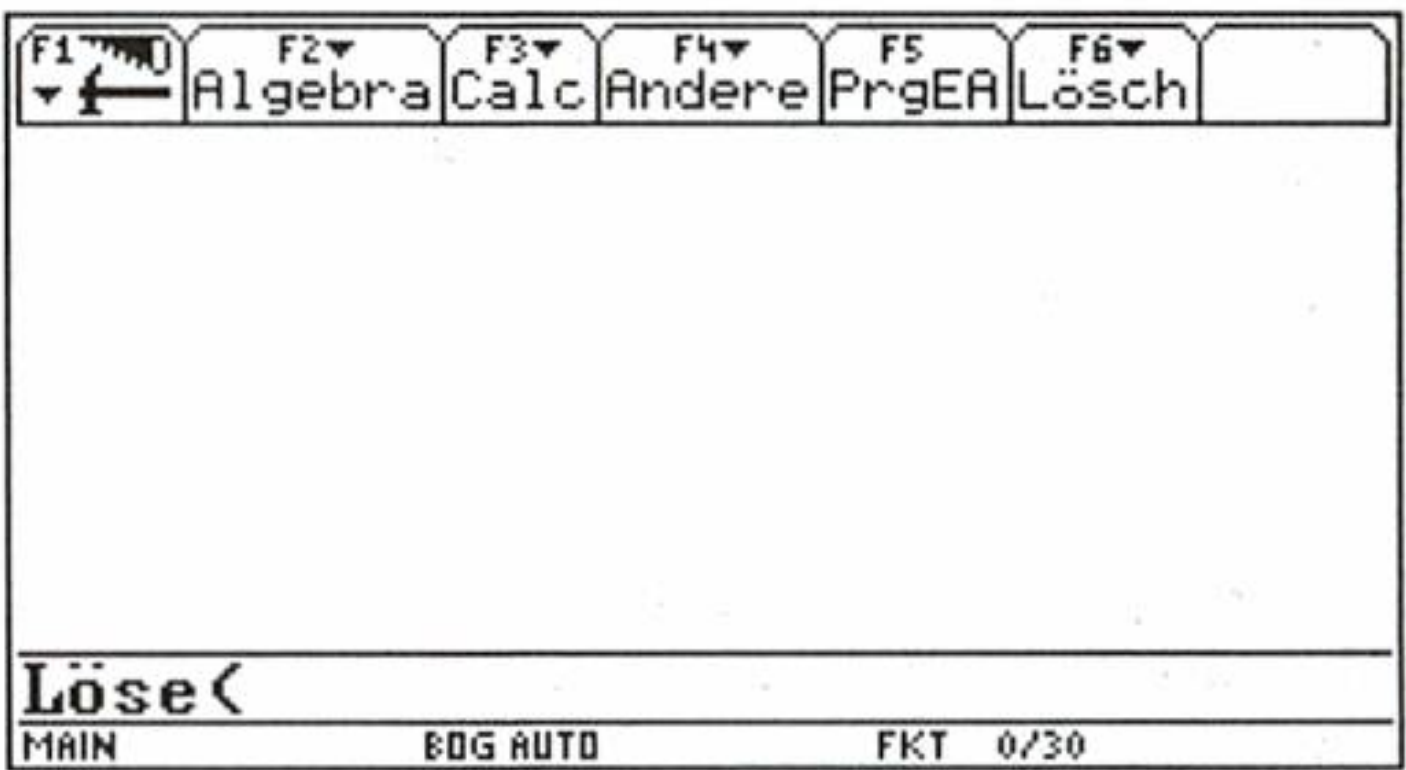 F1 F2 F3 F4 F5 F6
Algebra Calc Andere PrgEA Lösch
Löse(
MAIN BOG AUTO FKT 0/30